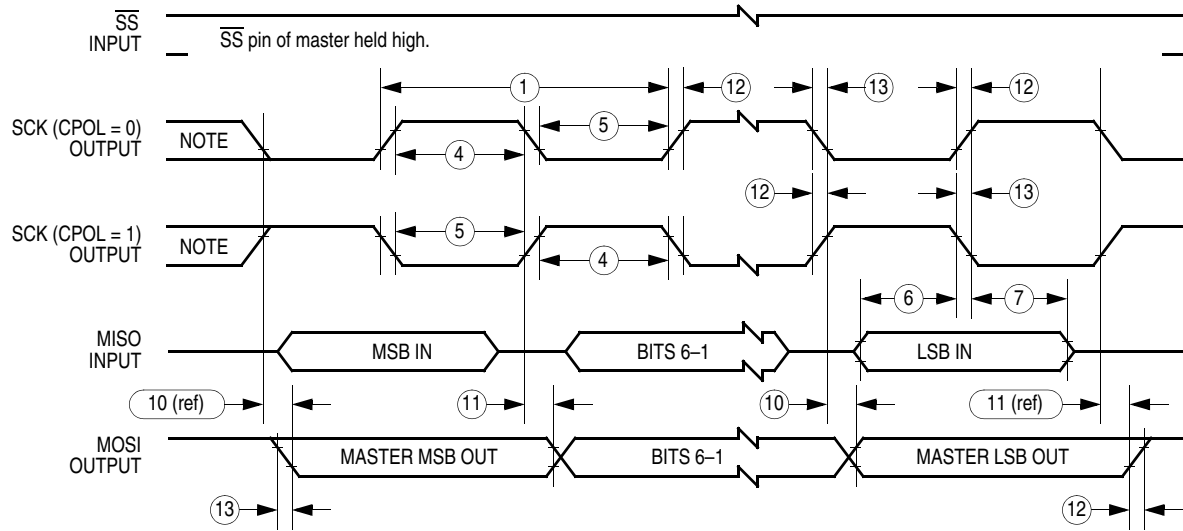 SS
INPUT
SS pin of master held high.
1
12
13
12
SCK (CPOL = 0)
OUTPUT
NOTE
5
4
12
13
SCK (CPOL = 1)
OUTPUT
NOTE
5
4
6
7
MISO
INPUT
MSB IN
BITS 6–1
LSB IN
10 (ref)
11
10
11 (ref)
MOSI
OUTPUT
MASTER MSB OUT
BITS 6–1
MASTER LSB OUT
13
12